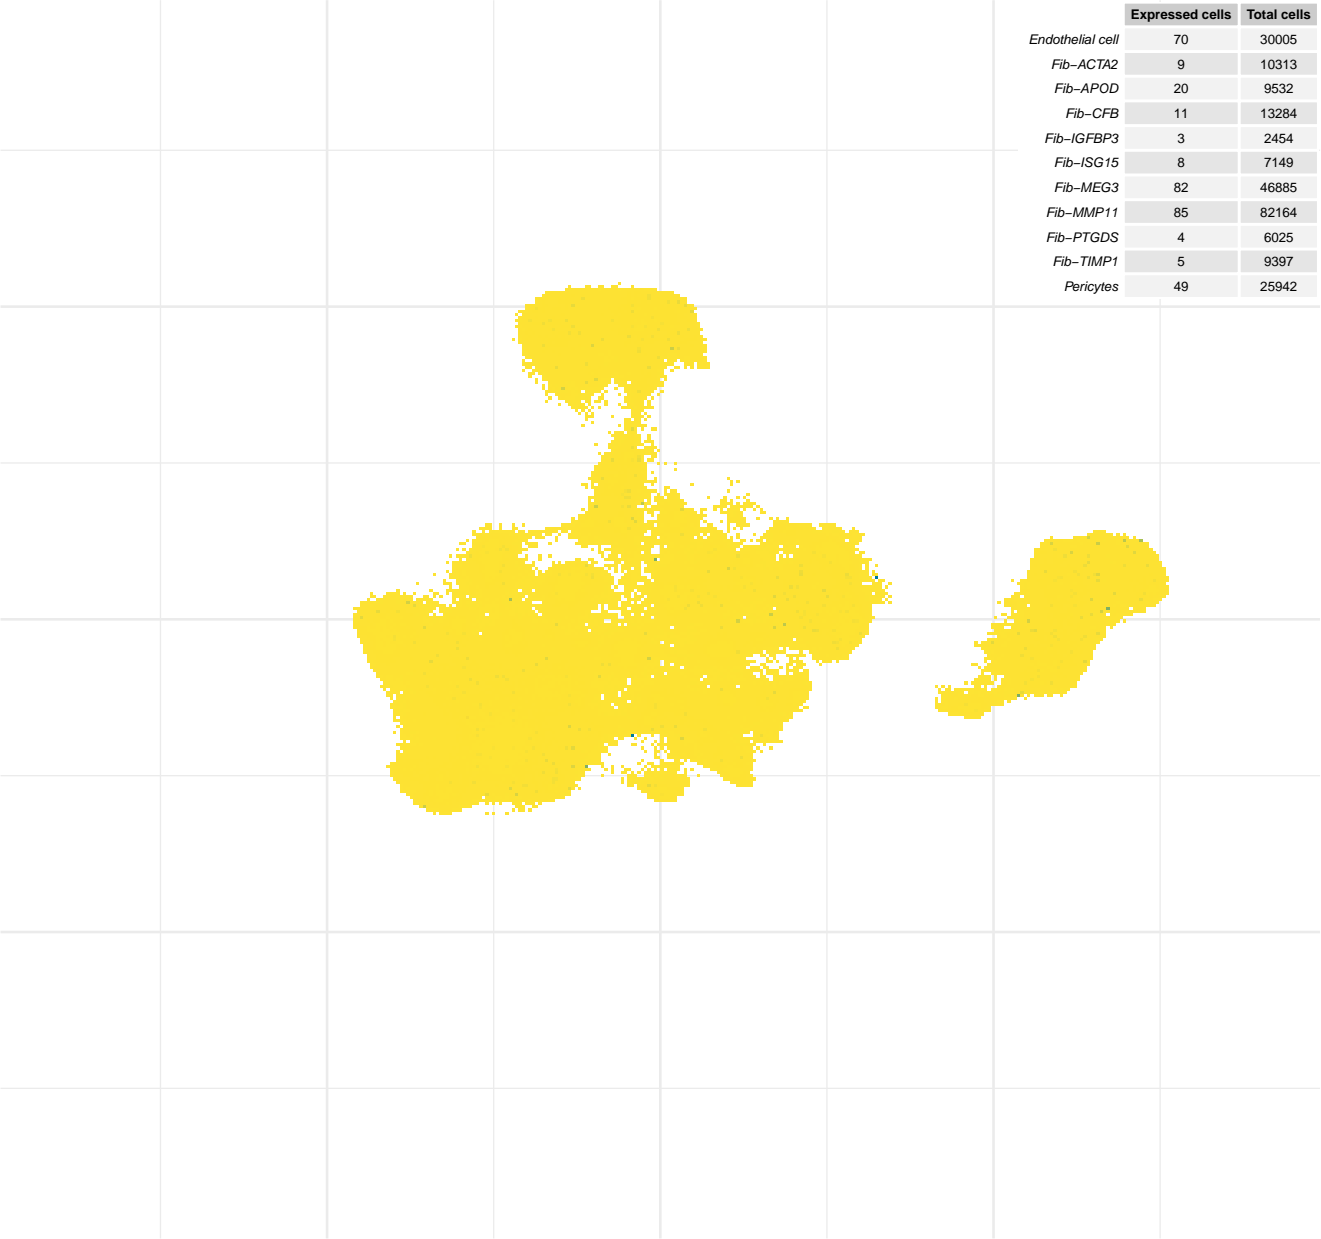 Expressed cells Total cells
Endothelial cell 70 30005
Fib−ACTA2 9 10313
Fib−APOD 20 9532
Fib−CFB 11 13284
Fib−IGFBP3 3 2454
Fib−ISG15 8 7149
Fib−MEG3 82 46885
Fib−MMP11 85 82164
Fib−PTGDS 4 6025
Fib−TIMP1 5 9397
Pericytes 49 25942